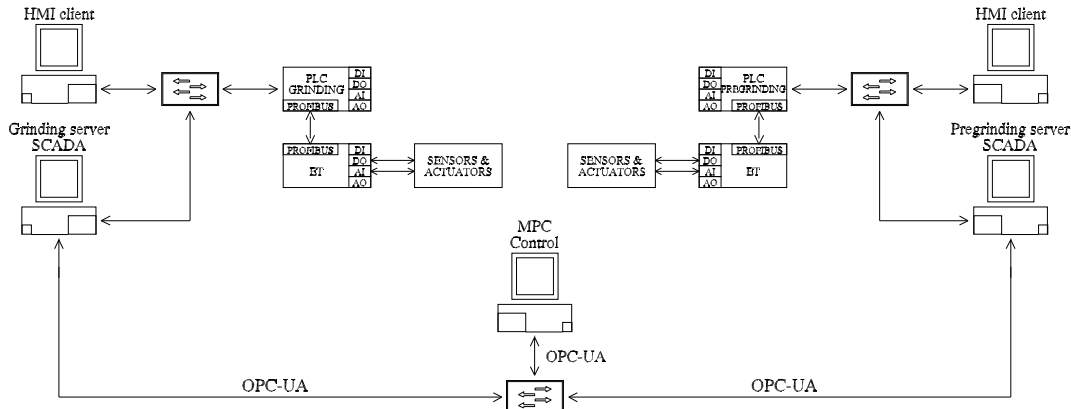 HMI client
HMI client
PLC
GRINDING
PROFIBUS
DI
DO
AI
AO
DI
DO
AI
AO
PLC
PREGRINDING
PROFIBUS
Grinding server
SCADA
Pregrinding server
SCADA
PROFIBUS
ET
DI
DO
AI
AO
SENSORS &
ACTUATORS
SENSORS &
ACTUATORS
DI
DO
AI
AO
PROFIBUS
ET
MPC
Control
OPC-UA
OPC-UA
OPC-UA